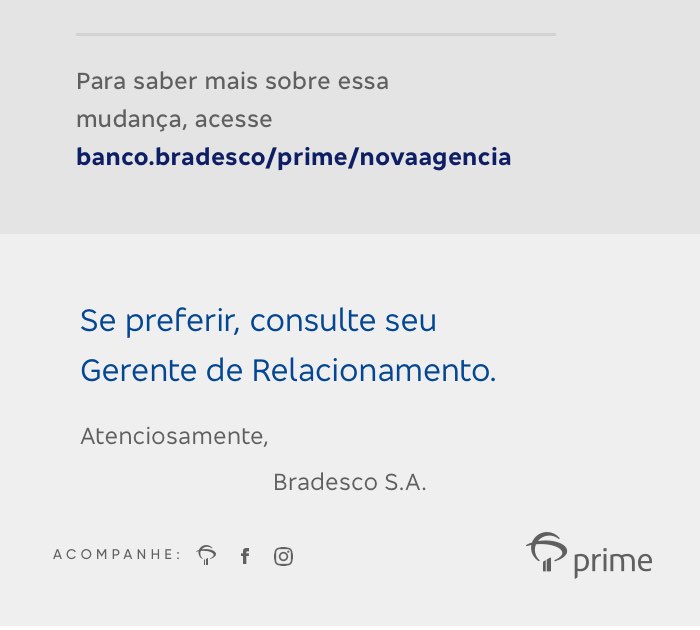 Para saber mais sobre essa
mudança, acesse
banco.bradesco/prime/novaagencia
Se preferir, consulte seu
Gerente de Relacionamento.
Atenciosamente,
Bradesco S.A.
ACOMPANHE:
prime